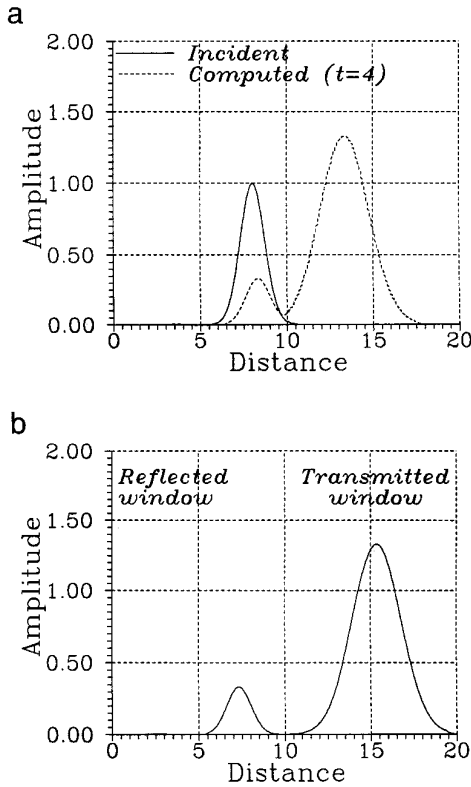 a
2.00
Incident
Computed (t=4)
1.50
1.00
0.50
0.00
Amplitude
0 5 10 15 20
Distance
b
2.00
Reflected window
Transmitted window
1.50
1.00
0.50
0.00
Amplitude
0 5 10 15 20
Distance